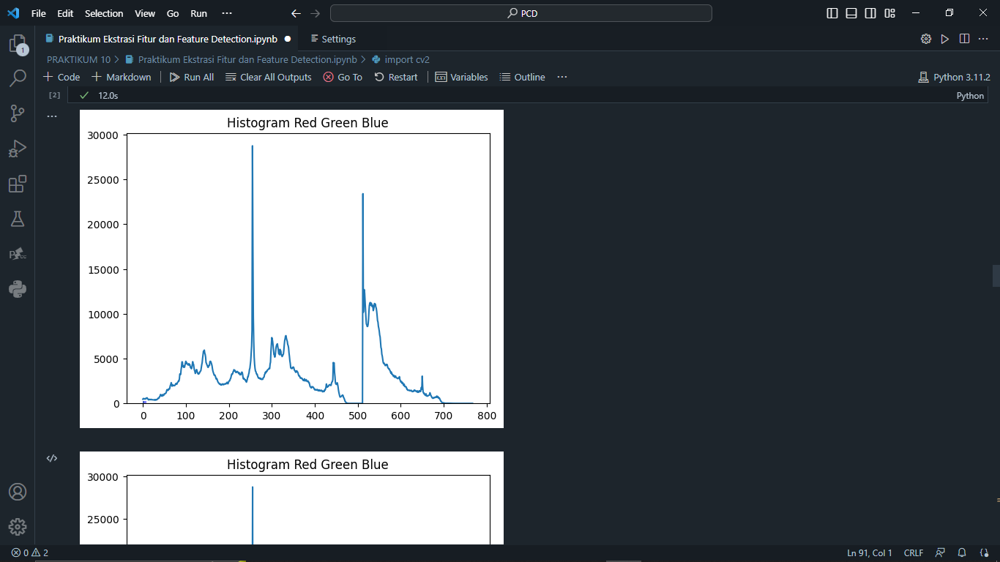 File Edit Selection View Go Run ··· PCD
Praktikum Ekstrasi Fitur dan Feature Detection.ipynb Settings
PRAKTIKUM 10 > Praktikum Ekstrasi Fitur dan Feature Detection.ipynb > import cv2
1
+ Code + Markdown Run All Clear All Outputs Go To Restart Variables Outline ··· Python 3.11.2
[2] 12.0s Python
Histogram Red Green Blue
30000
25000
20000
15000
10000
5000
0
0 100 200 300 400 500 600 700 800
Histogram Red Green Blue
30000
25000
0 2 Ln 91, Col 1 CRLF